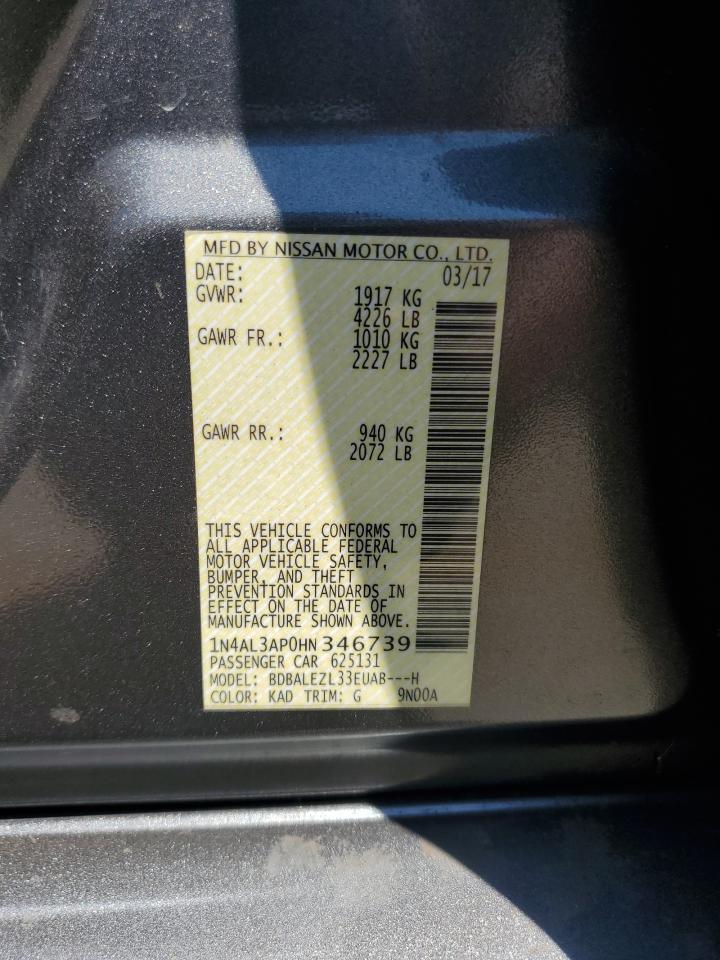 MFD BY NISSAN MOTOR CO., LTD.
DATE: 03/17
GVWR: 1917 KG
4226 LB
GAWR FR.: 1010 KG
2227 LB
GAWR RR.: 940 KG
2072 LB
THIS VEHICLE CONFORMS TO
ALL APPLICABLE FEDERAL
MOTOR VEHICLE SAFETY,
BUMPER, AND THEFT
PREVENTION STANDARDS IN
EFFECT ON THE DATE OF
MANUFACTURE SHOWN ABOVE.
1N4AL3AP0HN346739
PASSENGER CAR 625131
MODEL: BDBALEZL33EUAB---H
COLOR: KAD TRIM: G 9N00A